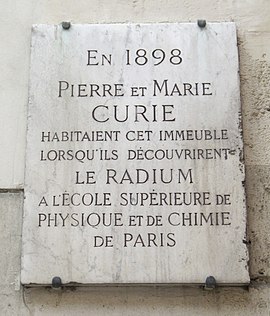 En 1898
Pierre et Marie
CURIE
HABITAIENT CET IMMEUBLE
LORSQU'ILS DÉCOUVRIRENT
LE RADIUM
A L'ÉCOLE SUPÉRIEURE DE
PHYSIQUE ET DE CHIMIE
DE PARIS